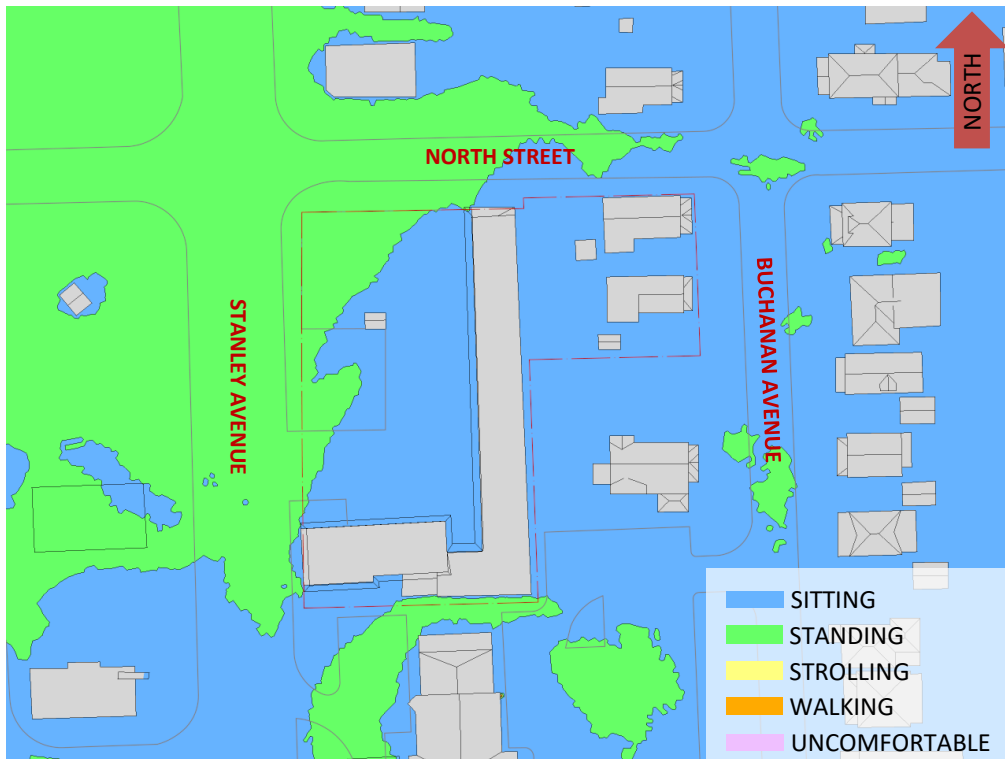 NORTH
NORTH STREET
STANLEY AVENUE
BUCHANAN AVENUE
SITTING
STANDING
STROLLING
WALKING
UNCOMFORTABLE